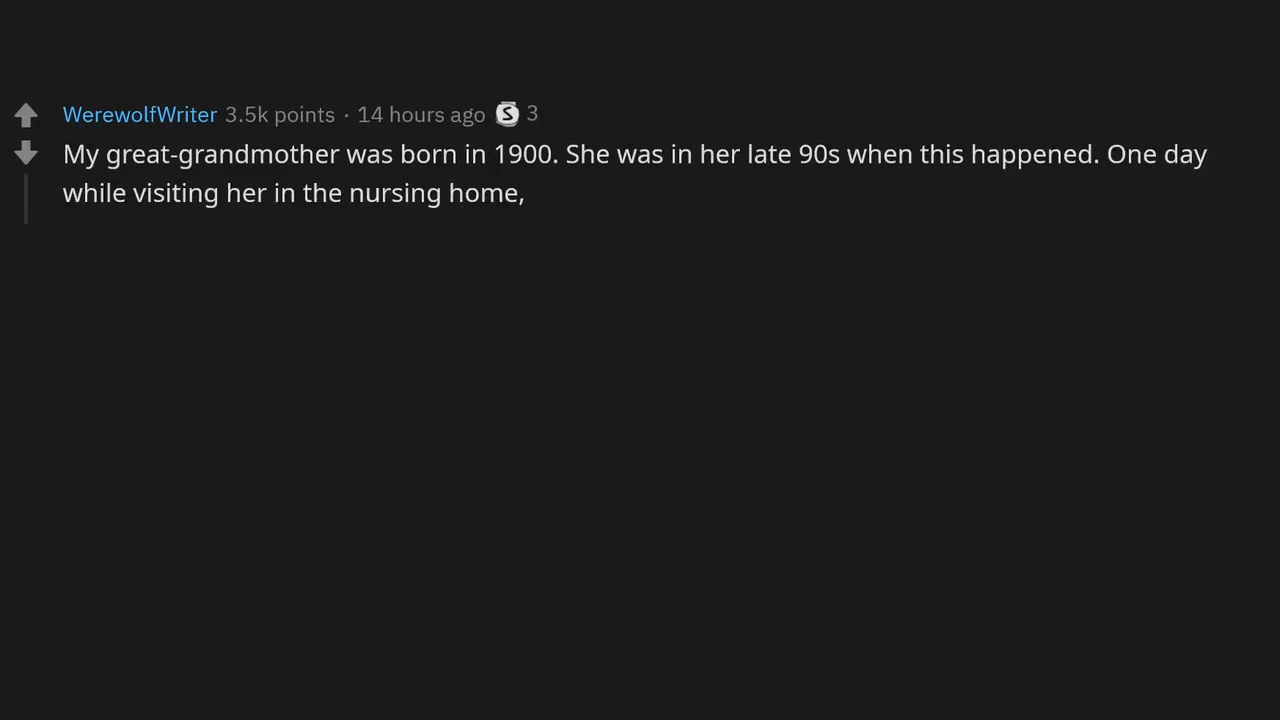 WerewolfWriter 3.5k points · 14 hours ago S 3
My great-grandmother was born in 1900. She was in her late 90s when this happened. One day
while visiting her in the nursing home,